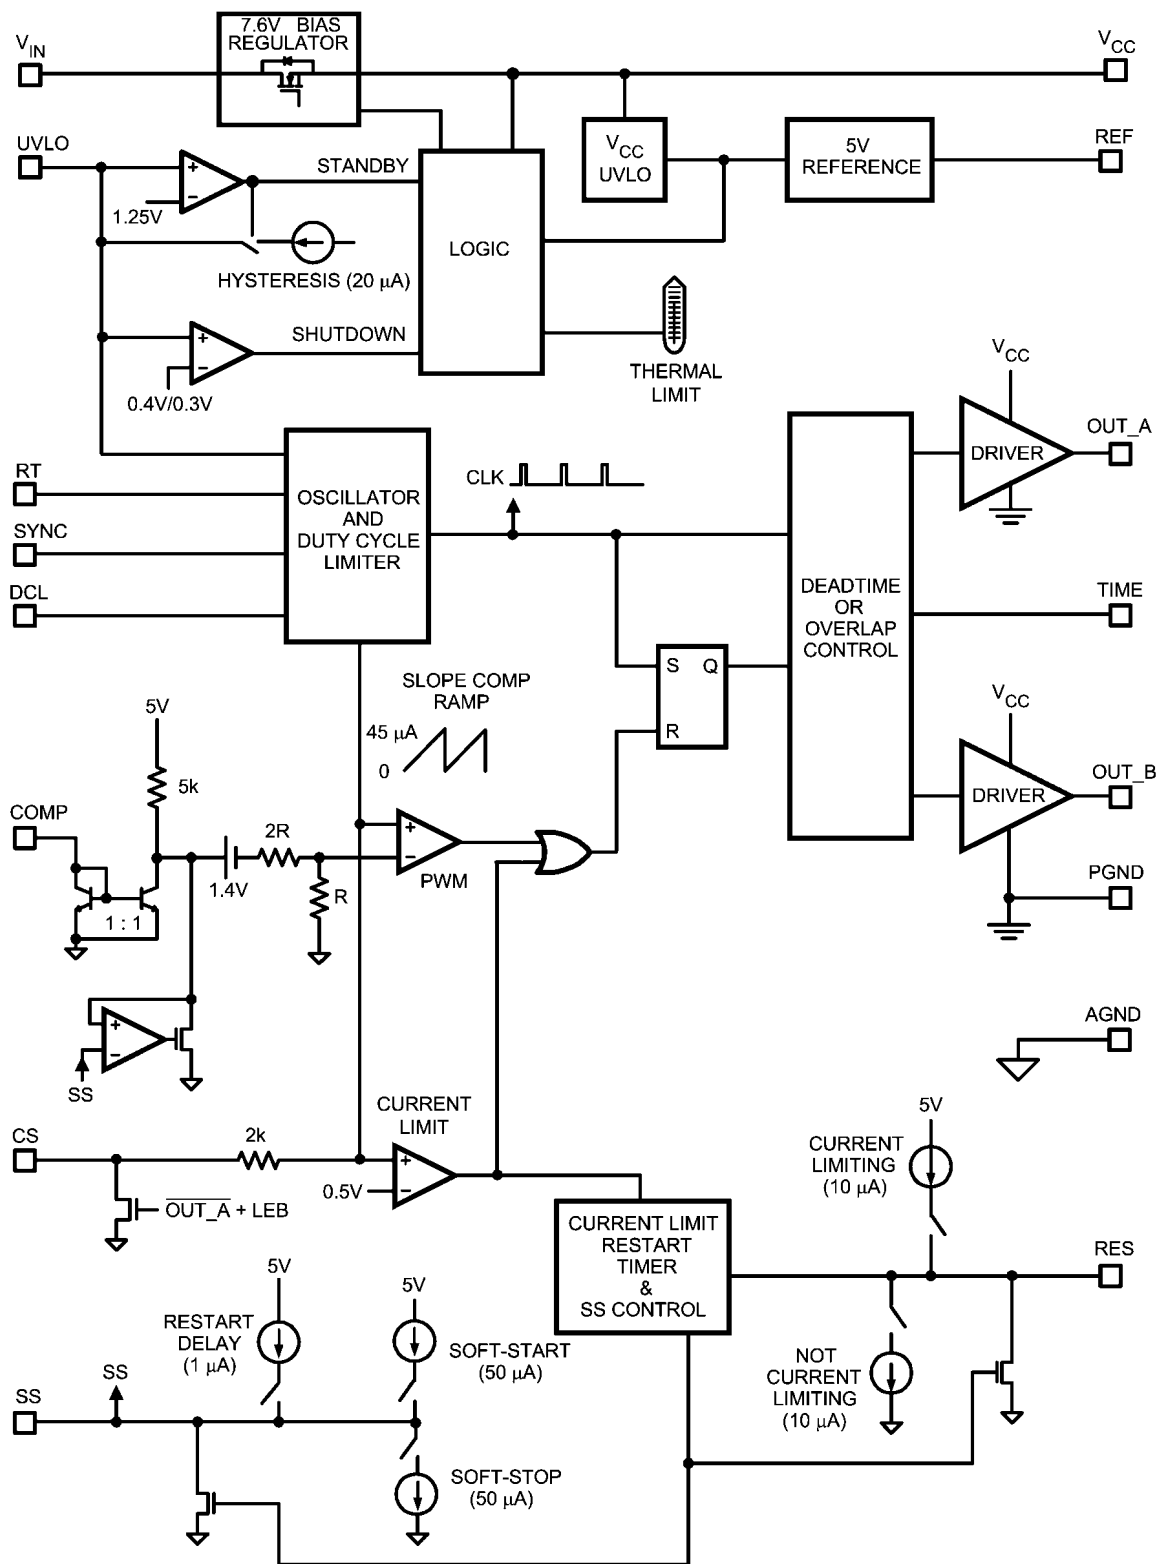 7.6V BIAS
REGULATOR
VIN
VCC
UVLO
STANDBY
1.25V
VCC
UVLO
5V
REFERENCE
REF
LOGIC
HYSTERESIS (20 μA)
SHUTDOWN
0.4V/0.3V
THERMAL
LIMIT
VCC
OUT_A
DRIVER
RT
CLK
OSCILLATOR
AND
DUTY CYCLE
LIMITER
SYNC
DCL
DEADTIME
OR
OVERLAP
CONTROL
TIME
S Q
R
SLOPE COMP
RAMP
45 μA
0
VCC
OUT_B
DRIVER
5V
5k
COMP
2R
1.4V
R
1 : 1
+
−
PWM
PGND
+
−
SS
AGND
CURRENT
LIMIT
CS
2k
+
−
0.5V
OUT_A + LEB
5V
CURRENT
LIMITING
(10 μA)
CURRENT LIMIT
RESTART
TIMER
&
SS CONTROL
RES
5V
RESTART
DELAY
(1 μA)
5V
SOFT-START
(50 μA)
NOT
CURRENT
LIMITING
(10 μA)
SS
SS
SOFT-STOP
(50 μA)
+
−
+
−